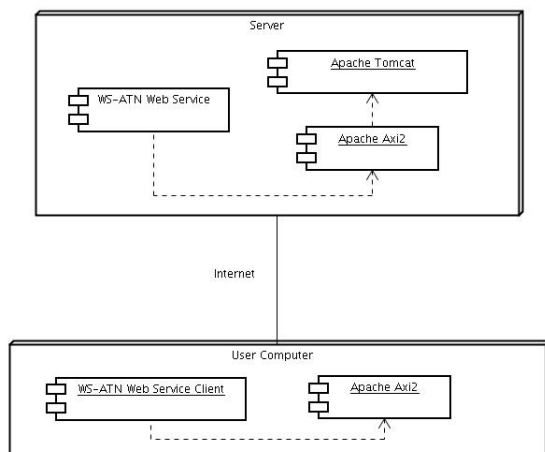 Server
Apache Tomcat
WS-ATN Web Service
Apache Axi2
Internet
User Computer
WS-ATN Web Service Client
Apache Axi2